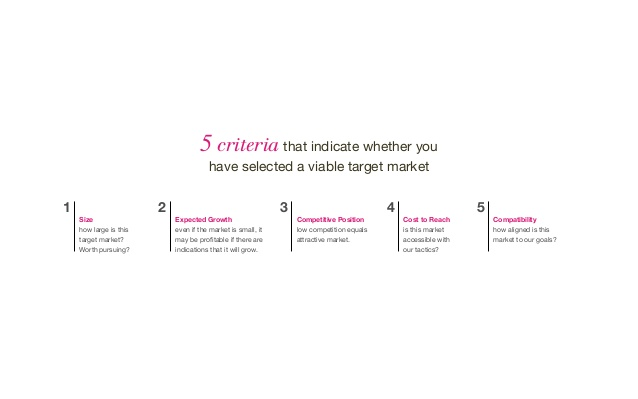 5 criteria that indicate whether you
have selected a viable target market
1
Size
how large is this
target market?
Worth pursuing?
2
Expected Growth
even if the market is small, it
may be profitable if there are
indications that it will grow.
3
Competitive Position
low competition equals
attractive market.
4
Cost to Reach
is this market
accessible with
our tactics?
5
Compatibility
how aligned is this
market to our goals?